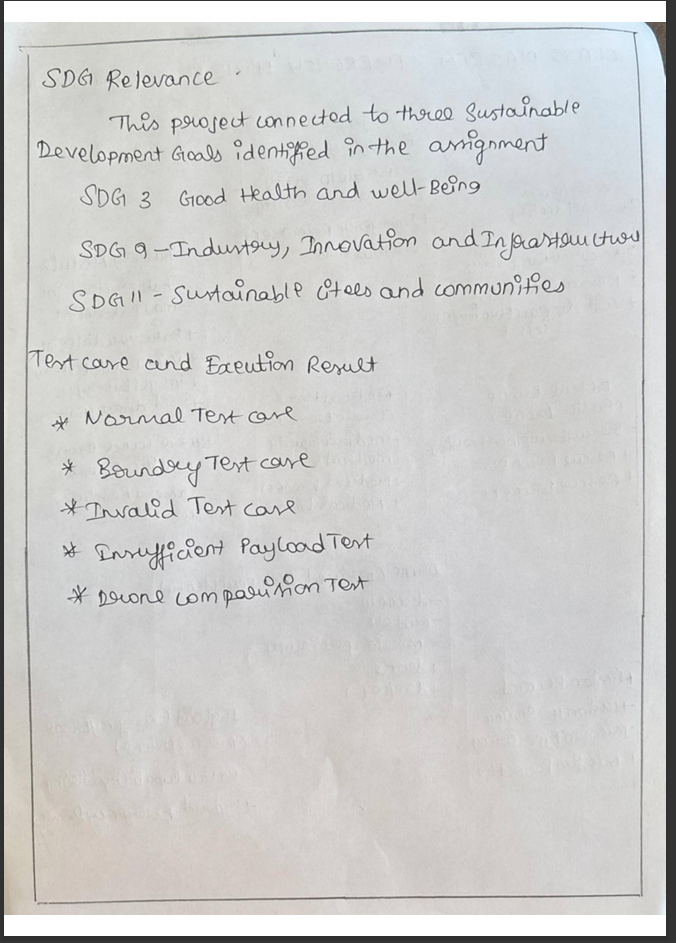 SDG Relevance
This project connected to three Sustainable
Development Goals identified in the assignment
SDG 3 Good Health and well-Being
SDG 9 - Industry, Innovation and Infrastructure
SDG 11 - Sustainable Citees and communities
Test case and Exeution Result
* Normal Test case
* Boundry Test case
* Invalid Test case
* Insufficient Payload Test
* Drone comparision Test